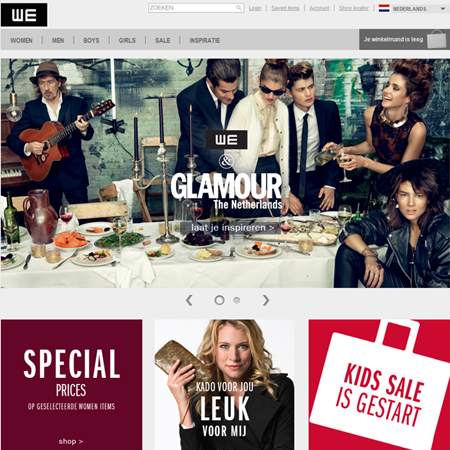 WE
ZOEKEN
Login | Saved items | Account | Store locator
NEDERLANDS
WOMEN | MEN | BOYS | GIRLS | SALE | INSPIRATIE
Je winkelmand is leeg
WE
&
GLAMOUR
The Netherlands
laat je inspireren >
SPECIAL
PRICES
OP GESELECTEERDE WOMEN ITEMS
shop >
KADO VOOR JOU
LEUK
VOOR MIJ
KIDS SALE
IS GESTART